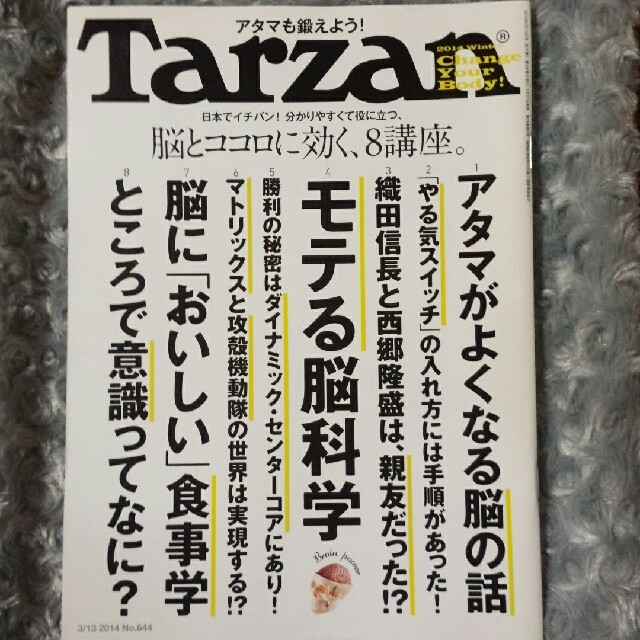 アタマも鍛えよう!
Tarzan®
2014 Winter
Change
Your
Body!
日本でイチバン！分かりやすくて役に立つ、
脳とココロに効く、8講座。
1
アタマがよくなる脳の話
2
「やる気スイッチ」の入れ方には手順があった!
3
織田信長と西郷隆盛は、親友だった!?
4
モテる脳科学
5
勝利の秘密はダイナミック・センターコアにあり!
6
マトリックスと攻殻機動隊の世界は実現する!?
7
脳に「おいしい」食事学
8
ところで意識ってなに?
Brain power
3/13 2014 No.644